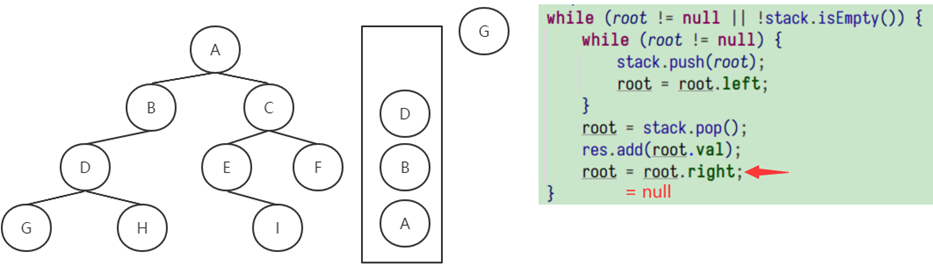 A
B
C
D
E
F
G
H
I
D
B
A
G
while (root != null || !stack.isEmpty()) {
while (root != null) {
stack.push(root);
root = root.left;
}
root = stack.pop();
res.add(root.val);
root = root.right;
= null
}